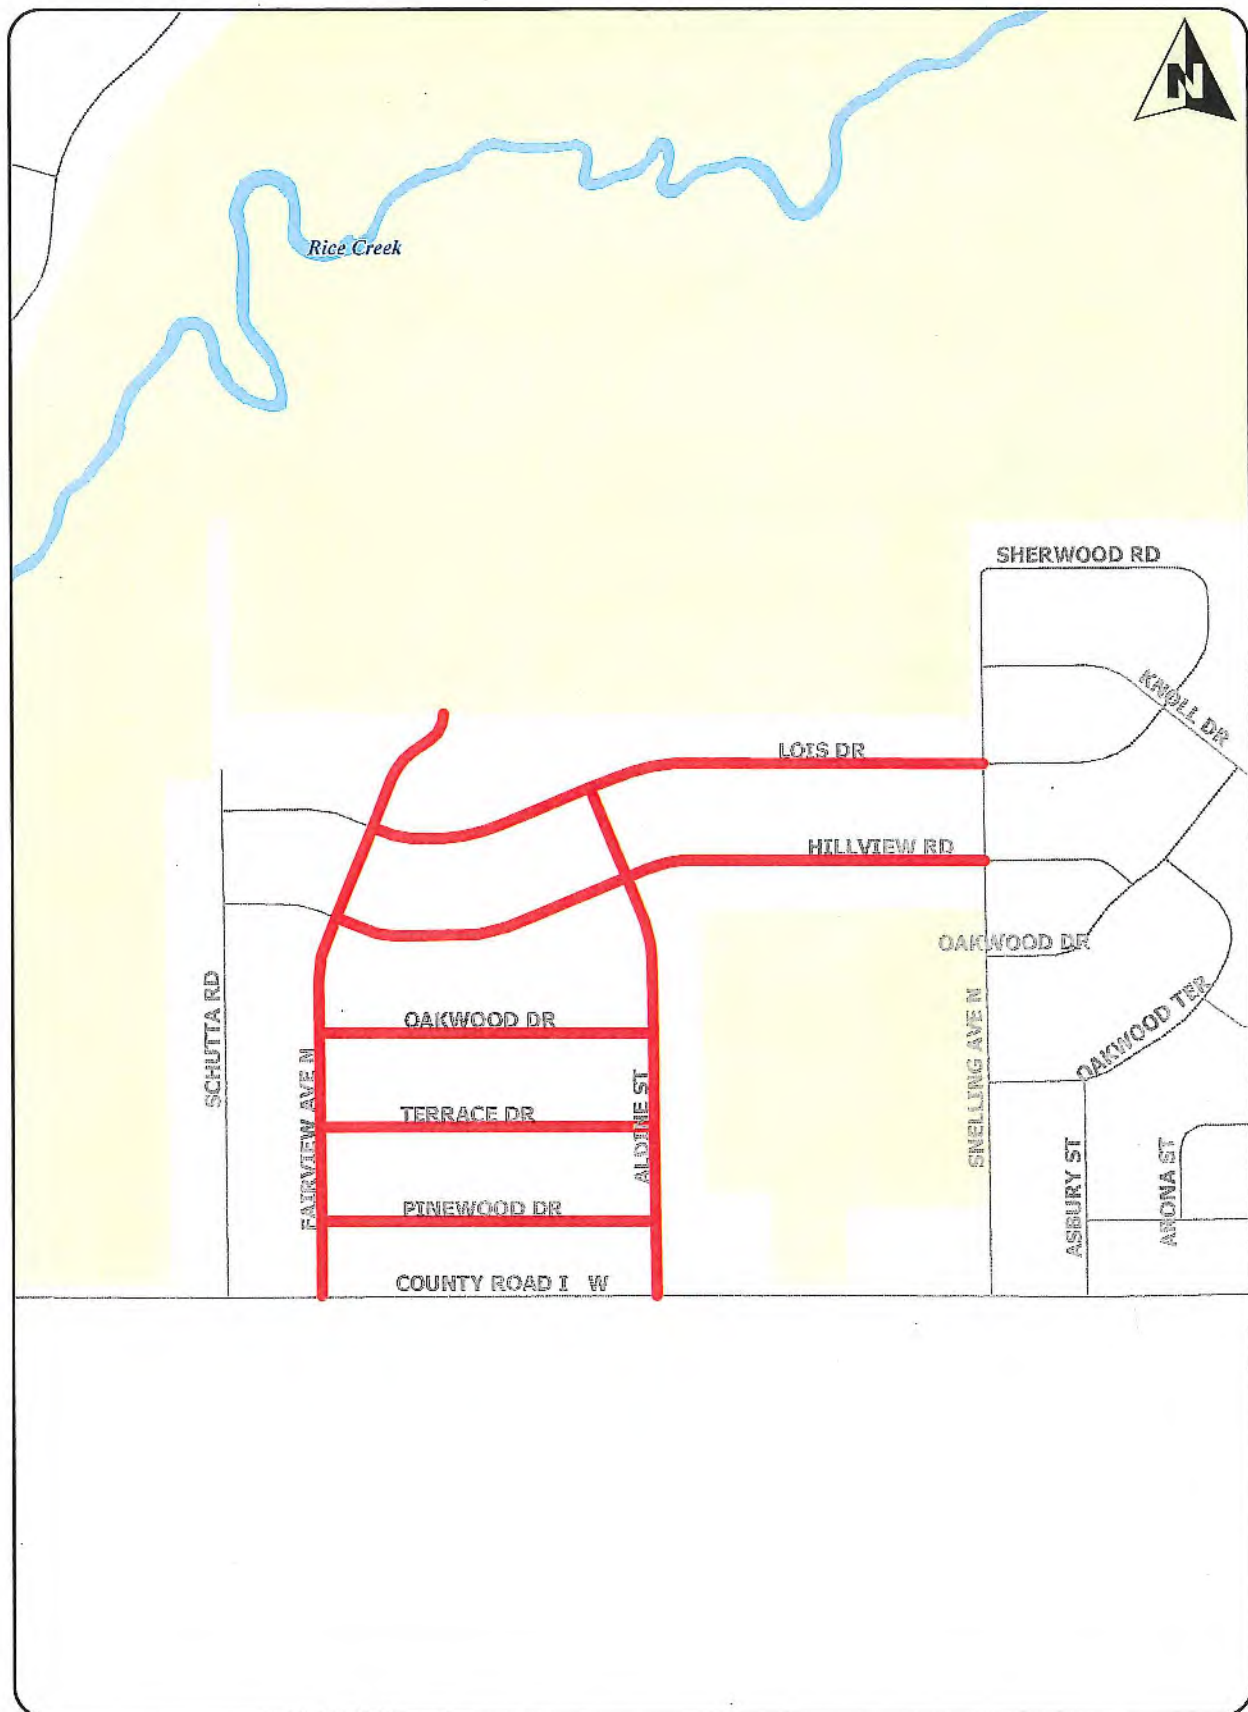 N
Rice Creek
SHERWOOD RD
KNOLL DR
LOIS DR
HILLVIEW RD
OAKWOOD DR
OAKWOOD TER
SCHUTTA RD
SNELLING AVE N
OAKWOOD DR
FAIRVIEW AVE N
ALDINE ST
TERRACE DR
ASBURY ST
ARONA ST
PINEWOOD DR
COUNTY ROAD I W